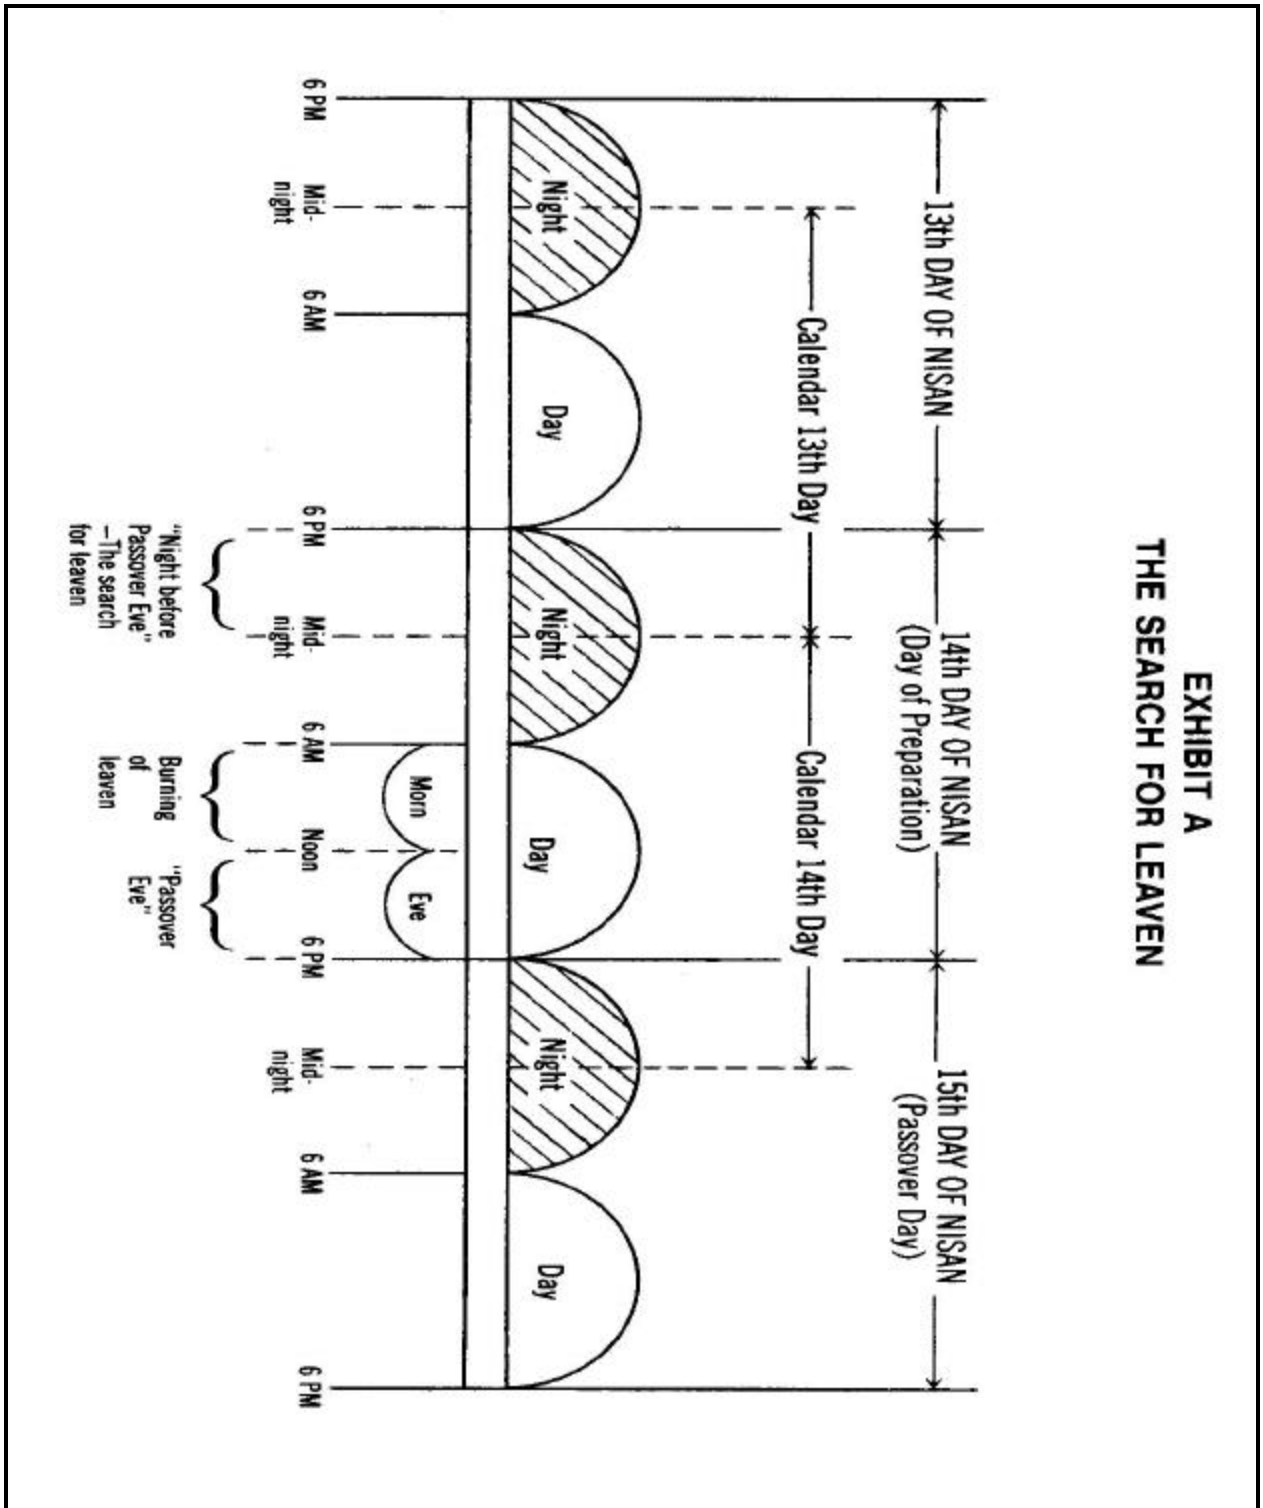 EXHIBIT A
THE SEARCH FOR LEAVEN
13th DAY OF NISAN
14th DAY OF NISAN
(Day of Preparation)
15th DAY OF NISAN
(Passover Day)
Calendar 13th Day
Calendar 14th Day
Night
Day
Night
Day
Night
Day
Morn
Eve
6 PM
Mid-
night
6 AM
6 PM
Mid-
night
6 AM
Noon
6 PM
Mid-
night
6 AM
6 PM
"Night before
Passover Eve"
–The search
for leaven
Burning
of
leaven
"Passover
Eve"